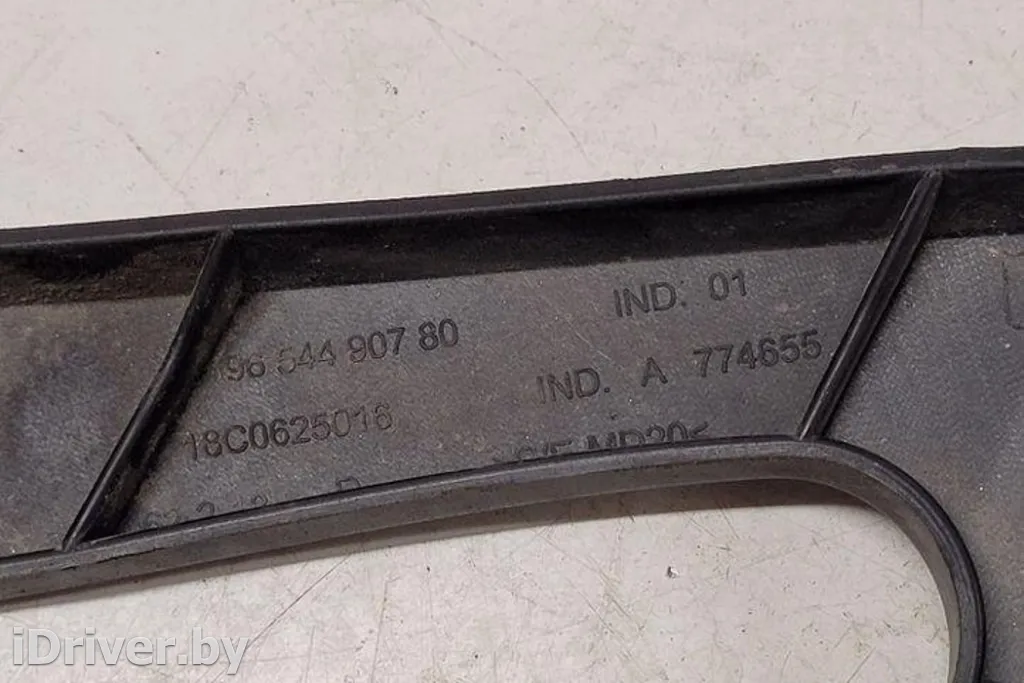 IND: 01
96 544 907 80
IND. A 774655
18C0625016
iDriver.by